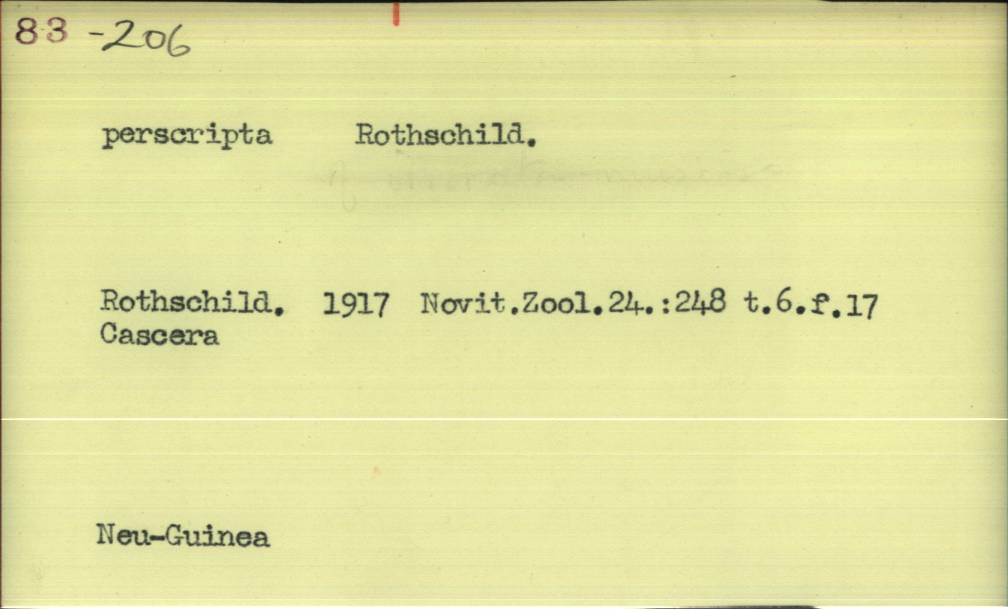 83 -206
perscripta Rothschild.
Rothschild. 1917 Novit.Zool.24.:248 t.6.f.17
Cascera
Neu-Guinea